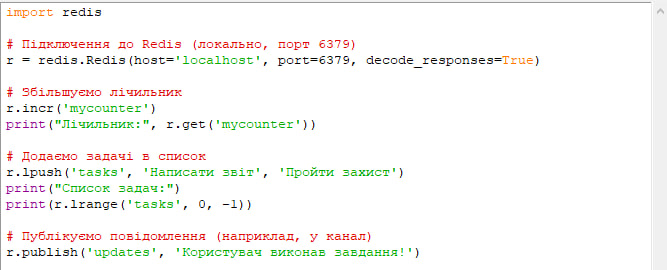 import redis
# Підключення до Redis (локально, порт 6379)
r = redis.Redis(host='localhost', port=6379, decode_responses=True)
# Збільшуємо лічильник
r.incr('mycounter')
print("Лічильник:", r.get('mycounter'))
# Додаємо задачі в список
r.lpush('tasks', 'Написати звіт', 'Пройти захист')
print("Список задач:")
print(r.lrange('tasks', 0, -1))
# Публікуємо повідомлення (наприклад, у канал)
r.publish('updates', 'Користувач виконав завдання!')